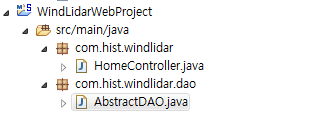 WindLidarWebProject
src/main/java
com.hist.windlidar
HomeController.java
com.hist.windlidar.dao
AbstractDAO.java